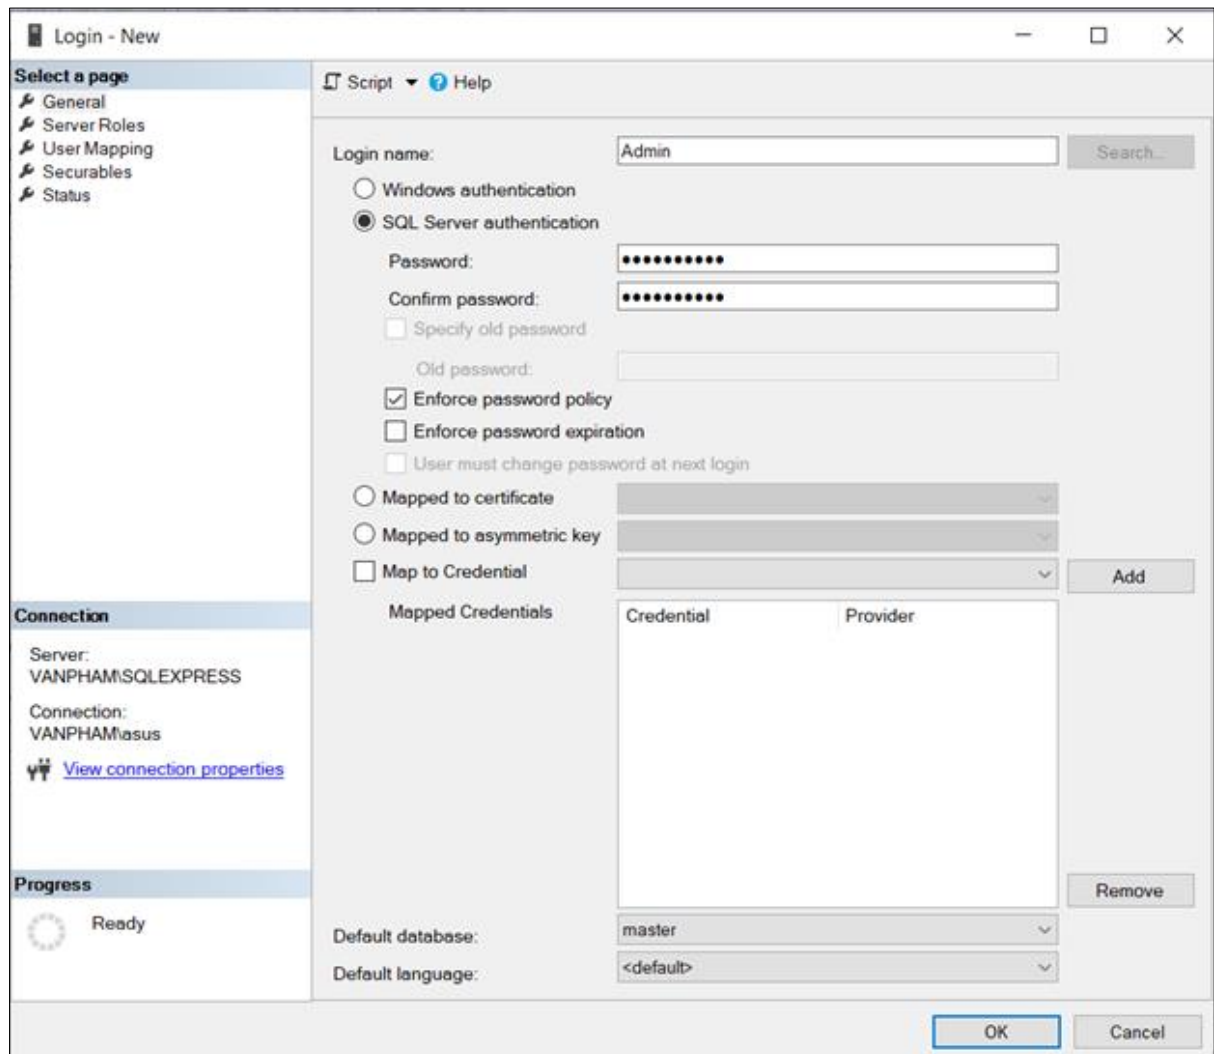 Login - New
Select a page
General
Server Roles
User Mapping
Securables
Status
Script Help
Login name: Admin Search...
Windows authentication
SQL Server authentication
Password: ••••••••••
Confirm password: ••••••••••
Specify old password
Old password:
Enforce password policy
Enforce password expiration
User must change password at next login
Mapped to certificate
Mapped to asymmetric key
Map to Credential Add
Mapped Credentials Credential Provider
Remove
Default database: master
Default language: <default>
Connection
Server:
VANPHAM\SQLEXPRESS
Connection:
VANPHAM\asus
View connection properties
Progress
Ready
OK Cancel